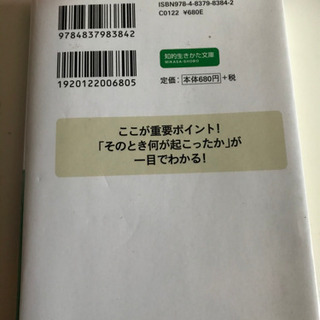 ISBN978-4-8379-8384-2
C0122 ¥680E
9784837983842
知的生きかた文庫
MIKASA-SHOBO
1920122006805
定価：本体680円+税
ここが重要ポイント！
「そのとき何が起こったか」が
一目でわかる！